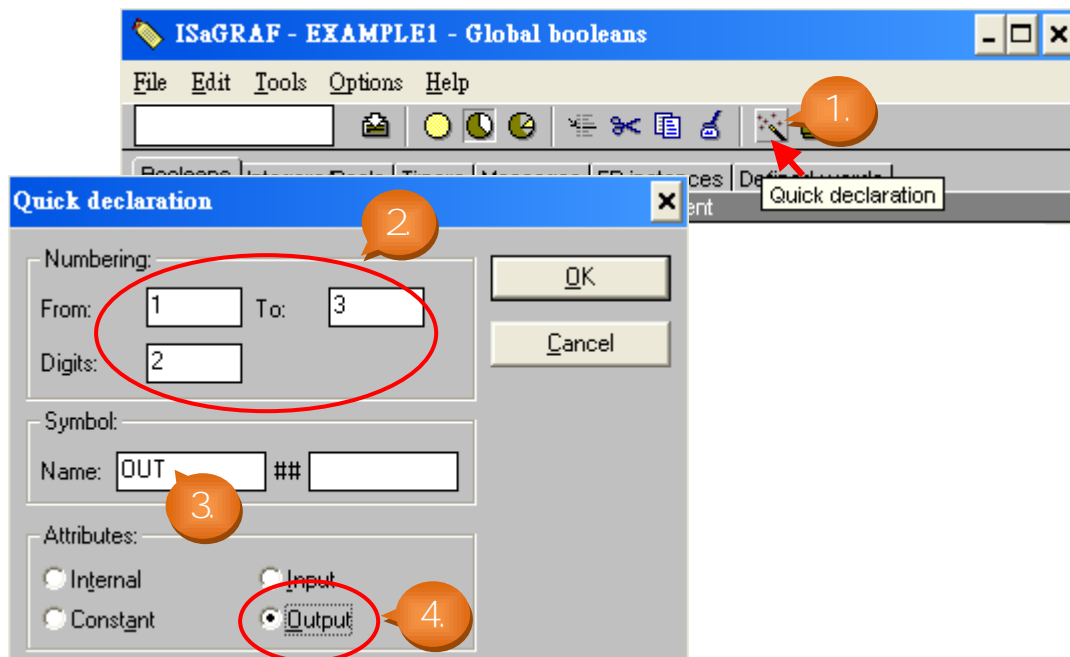 ISaGRAF - EXAMPLE1 - Global booleans
File Edit Tools Options Help
1.
Quick declaration
Quick declaration
2.
Numbering:
From: 1 To: 3
Digits: 2
OK
Cancel
Symbol:
Name: OUT ##
3.
Attributes:
Internal Input
Constant Output
4.